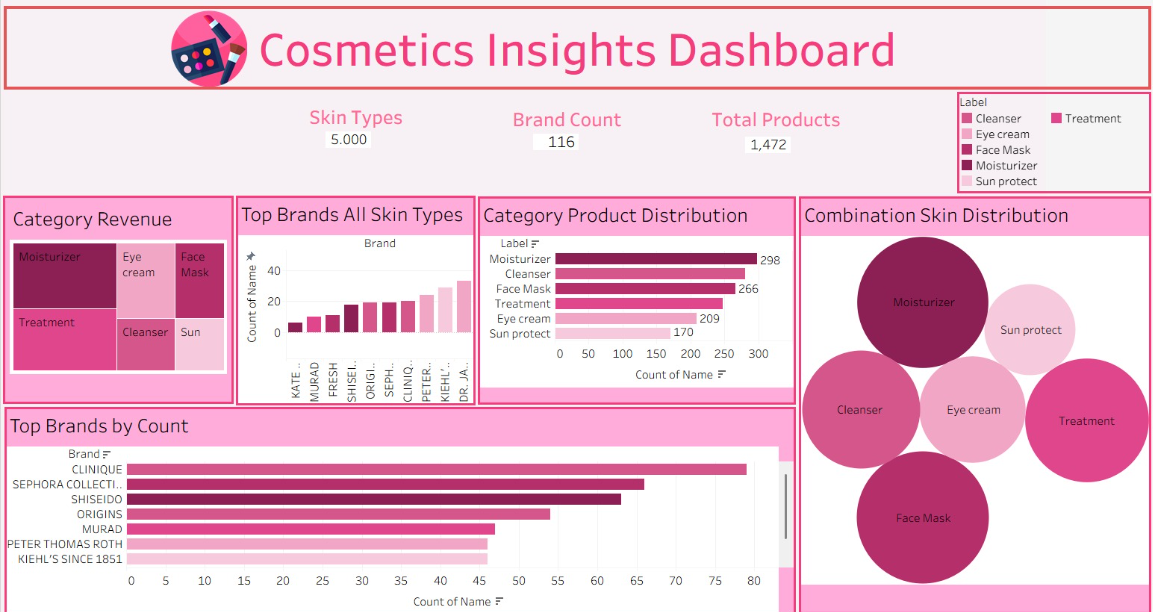 Cosmetics Insights Dashboard
Skin Types
5.000
Brand Count
116
Total Products
1,472
Label
Cleanser
Treatment
Eye cream
Face Mask
Moisturizer
Sun protect
Category Revenue
Moisturizer
Eye
cream
Face
Mask
Treatment
Cleanser
Sun
Top Brands All Skin Types
Brand
Count of Name
40
20
0
KATE ..
MURAD
FRESH
SHISEI..
ORIGI..
SEPH..
CLINIQ..
PETER..
KIEHL'..
DR. JA..
Category Product Distribution
Label
Moisturizer 298
Cleanser
Face Mask 266
Treatment
Eye cream 209
Sun protect 170
0 50 100 150 200 250 300
Count of Name
Combination Skin Distribution
Moisturizer
Sun protect
Cleanser
Eye cream
Treatment
Face Mask
Top Brands by Count
Brand
CLINIQUE
SEPHORA COLLECTI..
SHISEIDO
ORIGINS
MURAD
PETER THOMAS ROTH
KIEHL'S SINCE 1851
0 5 10 15 20 25 30 35 40 45 50 55 60 65 70 75 80
Count of Name